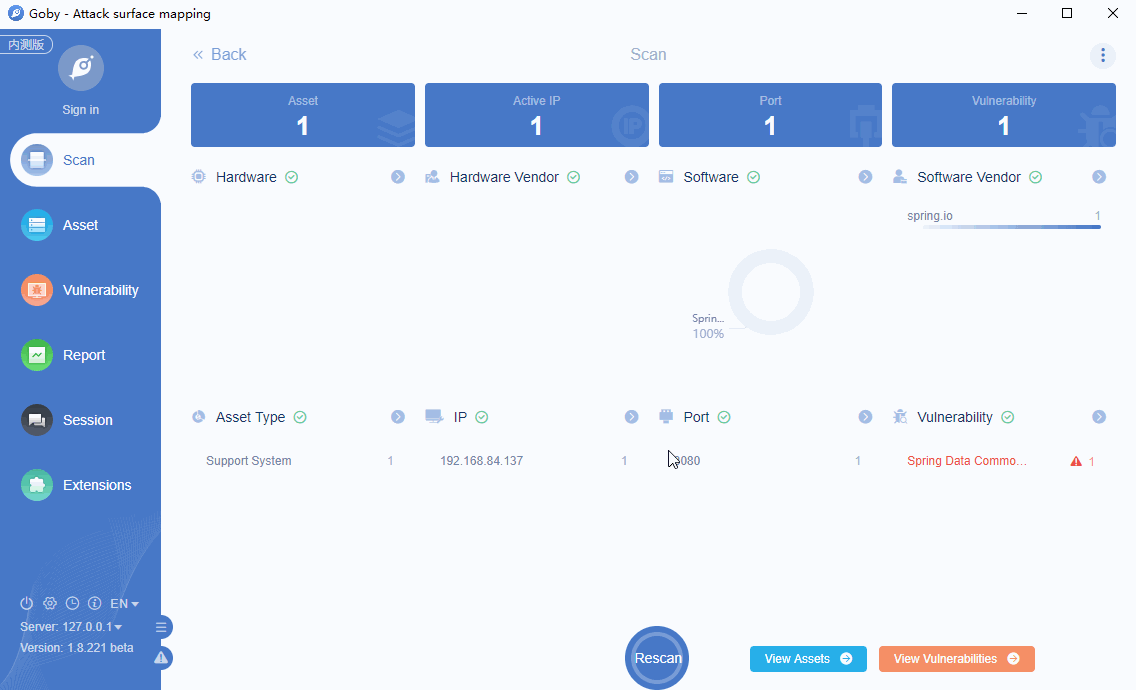 Goby - Attack surface mapping
内测版
Sign in
Scan
Asset
Vulnerability
Report
Session
Extensions
EN
Server: 127.0.0.1
Version: 1.8.221 beta
« Back
Scan
Asset
1
Active IP
1
IP
Port
1
Vulnerability
1
Hardware
Hardware Vendor
Software
Software Vendor
spring.io 1
Sprin...
100%
Asset Type
IP
Port
Vulnerability
Support System 1
192.168.84.137 1
080 1
Spring Data Commo... 1
Rescan
View Assets
View Vulnerabilities